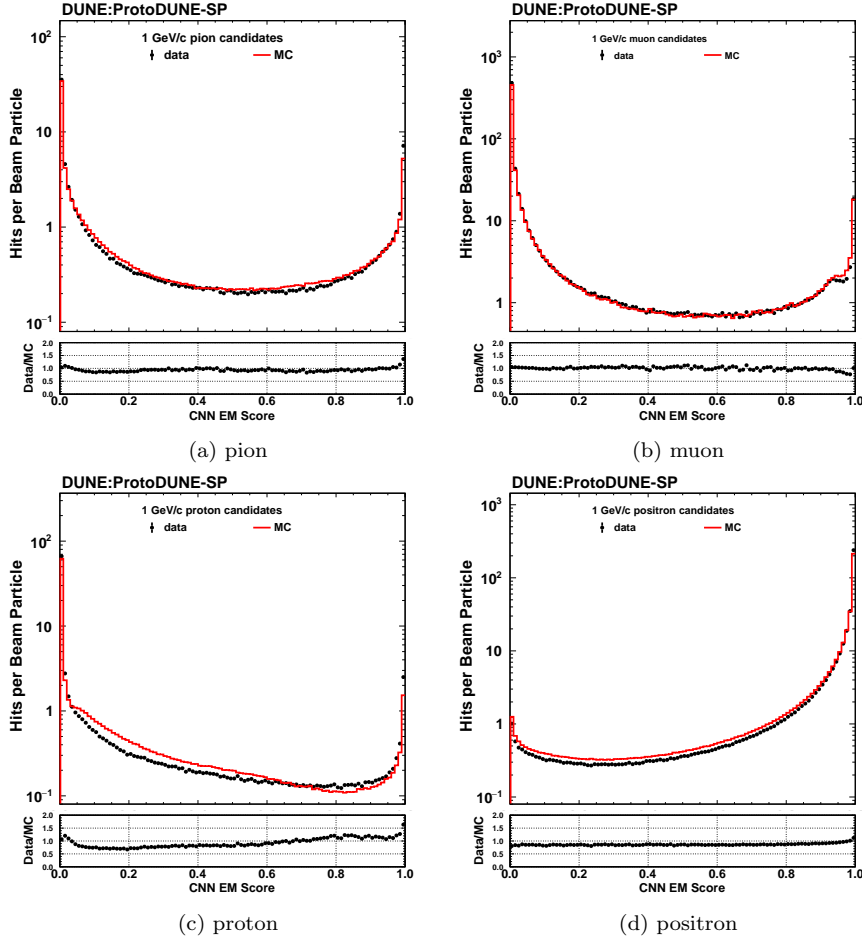 DUNE:ProtoDUNE-SP
1 GeV/c pion candidates
data MC
Hits per Beam Particle
10²
10
1
10⁻¹
Data/MC
2.0
1.5
1.0
0.5
0.0
0.0 0.2 0.4 0.6 0.8 1.0
CNN EM Score
(a) pion
DUNE:ProtoDUNE-SP
1 GeV/c muon candidates
data MC
Hits per Beam Particle
10³
10²
10
1
Data/MC
2.0
1.5
1.0
0.5
0.0
0.0 0.2 0.4 0.6 0.8 1.0
CNN EM Score
(b) muon
DUNE:ProtoDUNE-SP
1 GeV/c proton candidates
data MC
Hits per Beam Particle
10²
10
1
10⁻¹
Data/MC
2.0
1.5
1.0
0.5
0.0
0.0 0.2 0.4 0.6 0.8 1.0
CNN EM Score
(c) proton
DUNE:ProtoDUNE-SP
1 GeV/c positron candidates
data MC
Hits per Beam Particle
10³
10²
10
1
10⁻¹
Data/MC
2.0
1.5
1.0
0.5
0.0
0.0 0.2 0.4 0.6 0.8 1.0
CNN EM Score
(d) positron